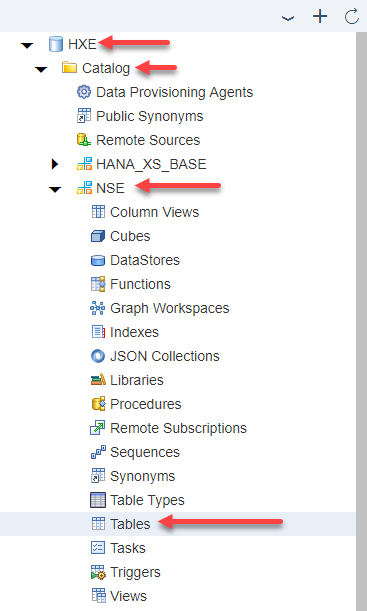 HXE
Catalog
Data Provisioning Agents
Public Synonyms
Remote Sources
HANA_XS_BASE
NSE
Column Views
Cubes
DataStores
Functions
Graph Workspaces
Indexes
JSON Collections
Libraries
Procedures
Remote Subscriptions
Sequences
Synonyms
Table Types
Tables
Tasks
Triggers
Views